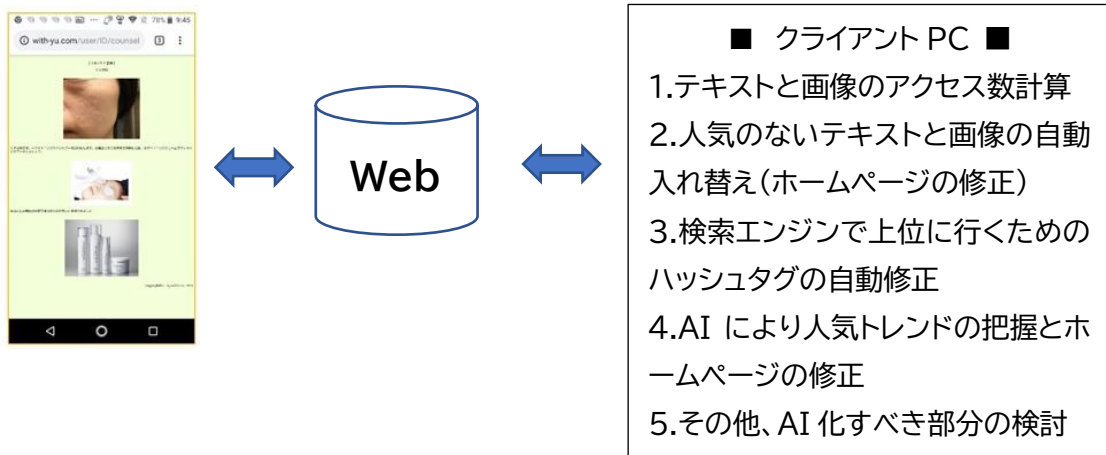 78% 9:45
with-yu.com/user/ID/counsel
3
Web
■ クライアント PC ■
1.テキストと画像のアクセス数計算
2.人気のないテキストと画像の自動
入れ替え(ホームページの修正)
3.検索エンジンで上位に行くための
ハッシュタグの自動修正
4.AI により人気トレンドの把握とホ
ームページの修正
5.その他、AI 化すべき部分の検討